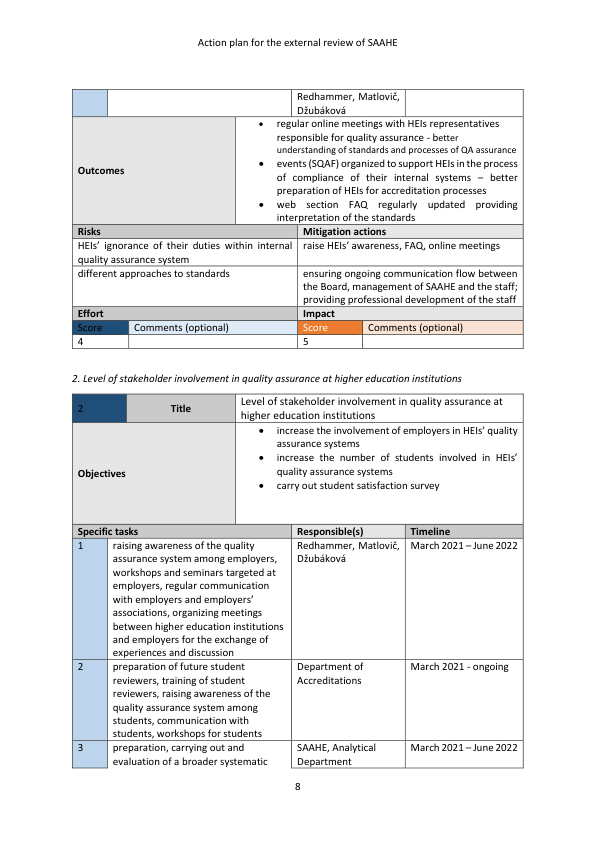 Action plan for the external review of SAAHE
Redhammer, Matlovič,
Džubáková
Outcomes
• regular online meetings with HEIs representatives
responsible for quality assurance - better
understanding of standards and processes of QA assurance
• events (SQAF) organized to support HEIs in the process
of compliance of their internal systems – better
preparation of HEIs for accreditation processes
• web section FAQ regularly updated providing
interpretation of the standards
Risks Mitigation actions
HEIs’ ignorance of their duties within internal
quality assurance system
raise HEIs’ awareness, FAQ, online meetings
different approaches to standards
ensuring ongoing communication flow between
the Board, management of SAAHE and the staff;
providing professional development of the staff
Effort Impact
Score Comments (optional) Score Comments (optional)
4 5
2. Level of stakeholder involvement in quality assurance at higher education institutions
2 Title
Level of stakeholder involvement in quality assurance at
higher education institutions
Objectives
• increase the involvement of employers in HEIs’ quality
assurance systems
• increase the number of students involved in HEIs’
quality assurance systems
• carry out student satisfaction survey
Specific tasks Responsible(s) Timeline
1
raising awareness of the quality
assurance system among employers,
workshops and seminars targeted at
employers, regular communication
with employers and employers’
associations, organizing meetings
between higher education institutions
and employers for the exchange of
experiences and discussion
Redhammer, Matlovič,
Džubáková
March 2021 – June 2022
2
preparation of future student
reviewers, training of student
reviewers, raising awareness of the
quality assurance system among
students, communication with
students, workshops for students
Department of
Accreditations
March 2021 - ongoing
3
preparation, carrying out and
evaluation of a broader systematic
SAAHE, Analytical
Department
March 2021 – June 2022
8